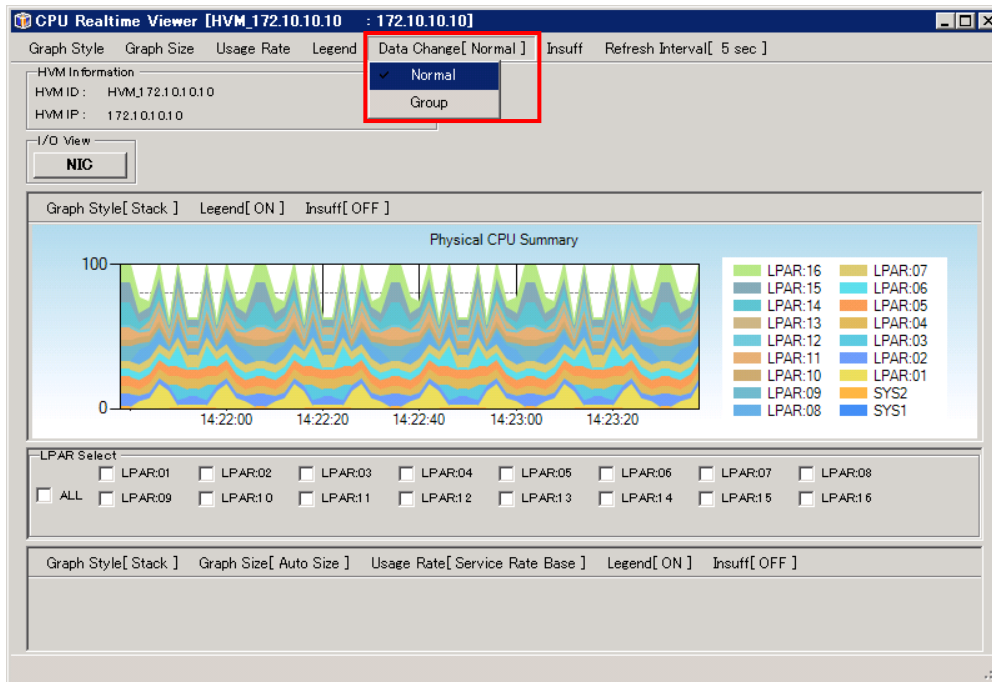 CPU Realtime Viewer [HVM_172.10.10.10 : 172.10.10.10]
Graph Style Graph Size Usage Rate Legend Data Change[ Normal ] Insuff Refresh Interval[ 5 sec ]
Normal
Group
HVM Information
HVM ID : HVM_172.10.10.10
HVM IP : 172.10.10.10
I/O View
NIC
Graph Style[ Stack ] Legend[ ON ] Insuff[ OFF ]
Physical CPU Summary
100
0
14:22:00 14:22:20 14:22:40 14:23:00 14:23:20
LPAR:16 LPAR:07
LPAR:15 LPAR:06
LPAR:14 LPAR:05
LPAR:13 LPAR:04
LPAR:12 LPAR:03
LPAR:11 LPAR:02
LPAR:10 LPAR:01
LPAR:09 SYS2
LPAR:08 SYS1
LPAR Select
LPAR:01 LPAR:02 LPAR:03 LPAR:04 LPAR:05 LPAR:06 LPAR:07 LPAR:08
ALL LPAR:09 LPAR:10 LPAR:11 LPAR:12 LPAR:13 LPAR:14 LPAR:15 LPAR:16
Graph Style[ Stack ] Graph Size[ Auto Size ] Usage Rate[ Service Rate Base ] Legend[ ON ] Insuff[ OFF ]